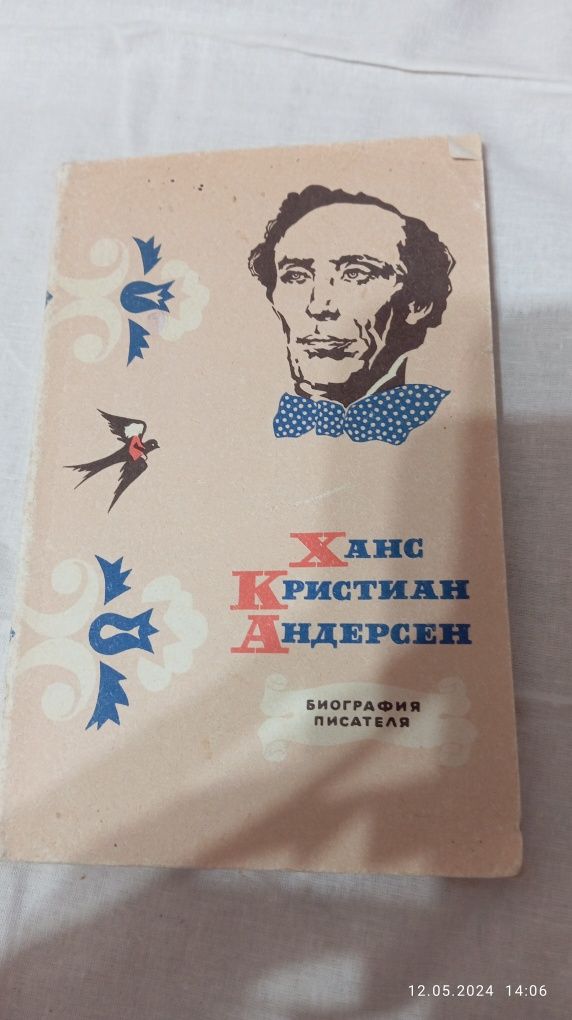 Ханс
Кристиан
Андерсен
БИОГРАФИЯ
ПИСАТЕЛЯ
12.05.2024 14:06